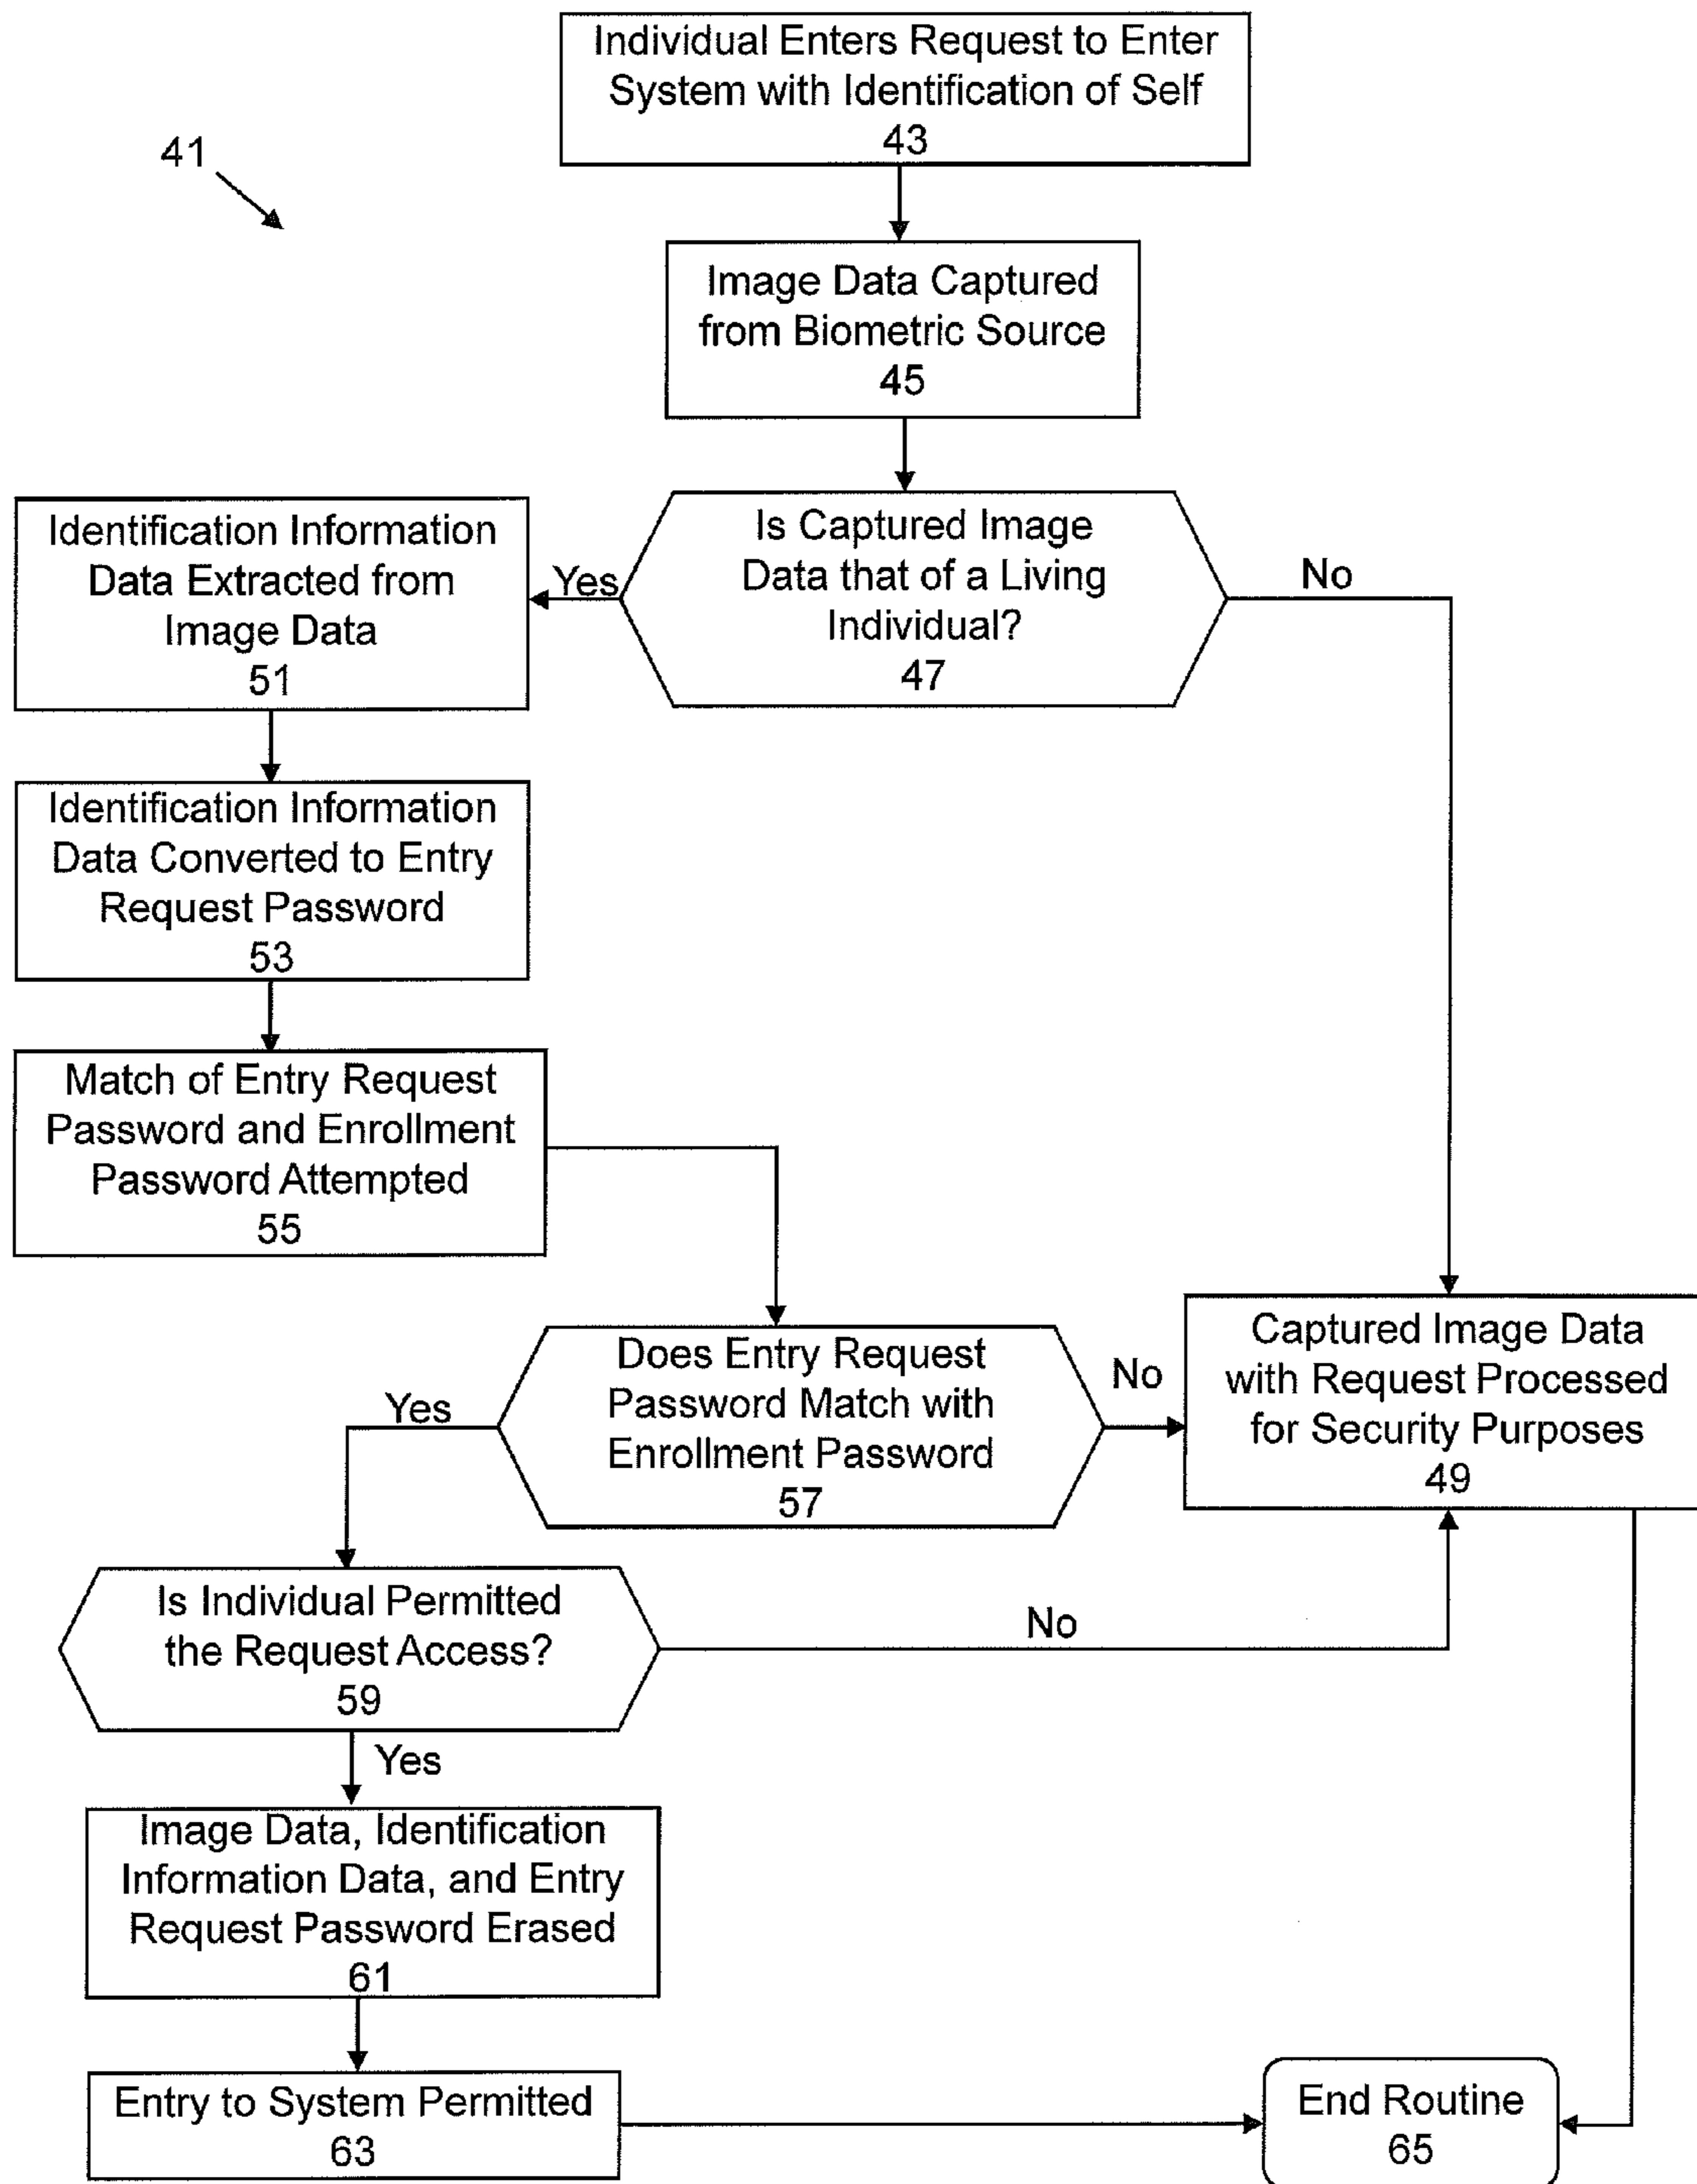 Individual Enters Request to Enter
System with Identification of Self
43
41
Image Data Captured
from Biometric Source
45
Is Captured Image
Data that of a Living
Individual?
47
Yes
No
Identification Information
Data Extracted from
Image Data
51
Identification Information
Data Converted to Entry
Request Password
53
Match of Entry Request
Password and Enrollment
Password Attempted
55
Does Entry Request
Password Match with
Enrollment Password
57
Yes
No
Captured Image Data
with Request Processed
for Security Purposes
49
Is Individual Permitted
the Request Access?
59
No
Yes
Image Data, Identification
Information Data, and Entry
Request Password Erased
61
Entry to System Permitted
63
End Routine
65